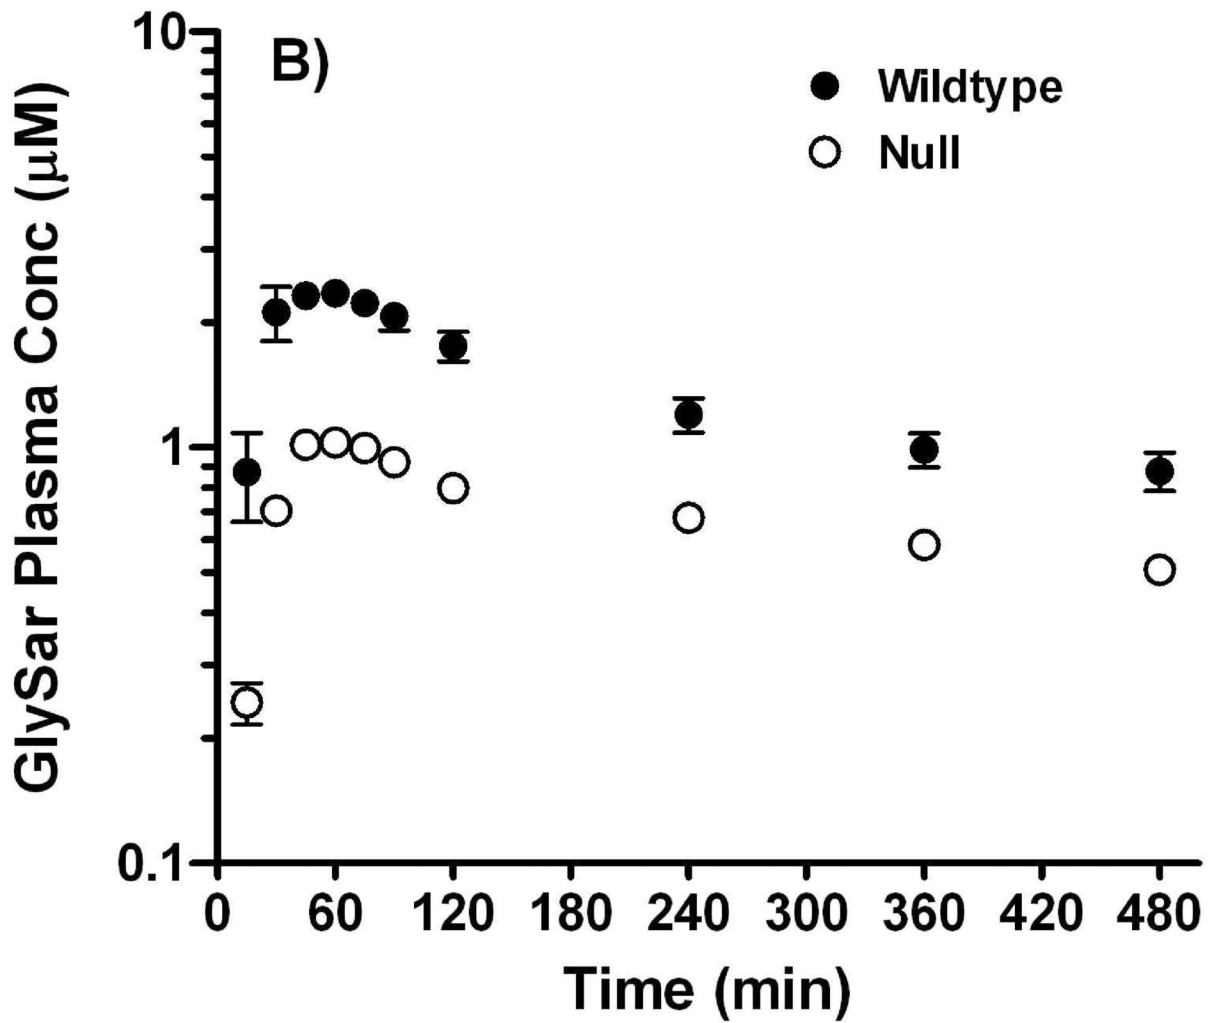 B)
Wildtype
Null
GlySar Plasma Conc (μM)
10
1
0.1
0 60 120 180 240 300 360 420 480
Time (min)